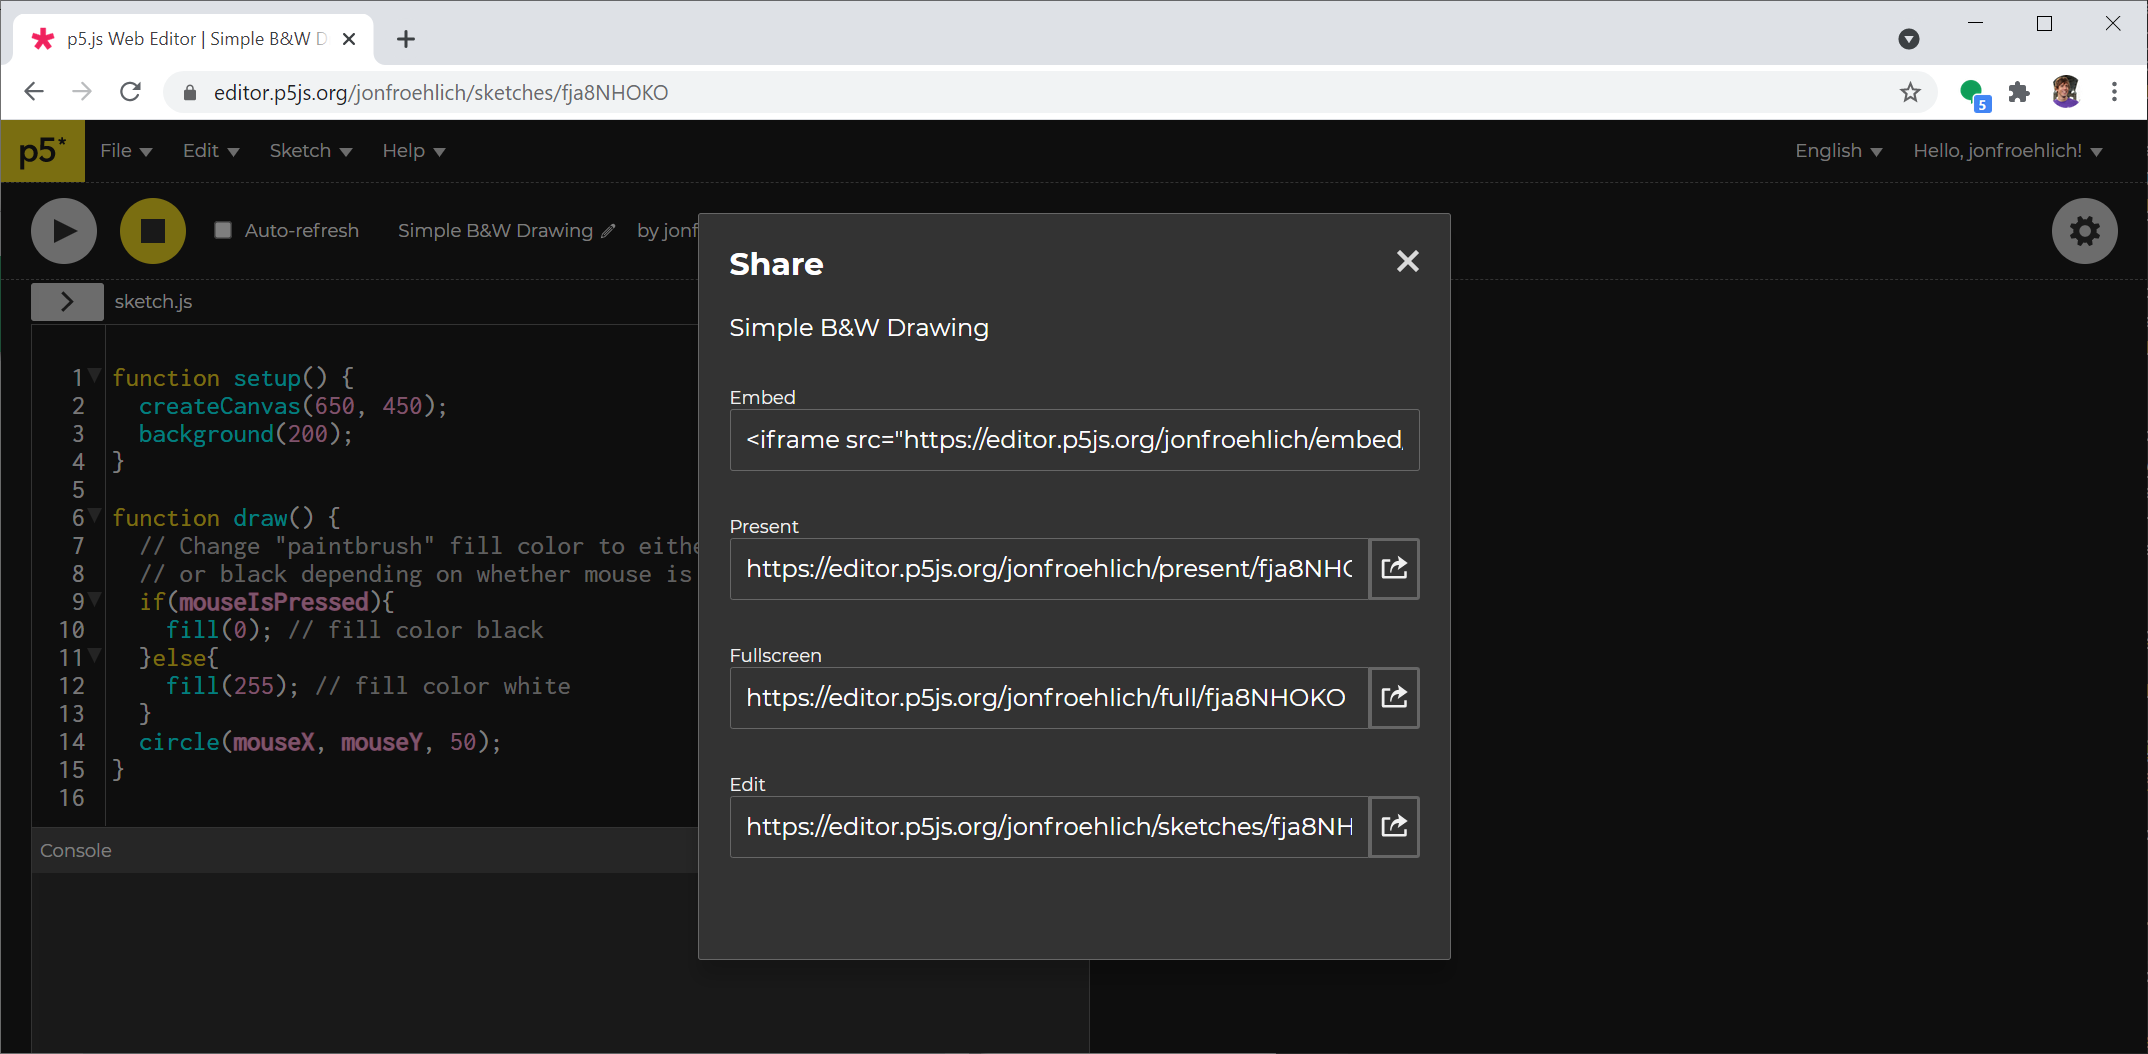 p5.js Web Editor | Simple B&W D
editor.p5js.org/jonfroehlich/sketches/fja8NHOKO
5
p5*
File
Edit
Sketch
Help
English
Hello, jonfroehlich!
Auto-refresh
Simple B&W Drawing
by jonf
sketch.js
1 function setup() {
2 createCanvas(650, 450);
3 background(200);
4 }
5
6 function draw() {
7 // Change "paintbrush" fill color to eithe
8 // or black depending on whether mouse is
9 if(mouseIsPressed){
10 fill(0); // fill color black
11 }else{
12 fill(255); // fill color white
13 }
14 circle(mouseX, mouseY, 50);
15 }
16
Console
Share
Simple B&W Drawing
Embed
<iframe src="https://editor.p5js.org/jonfroehlich/embed/
Present
https://editor.p5js.org/jonfroehlich/present/fja8NHO
Fullscreen
https://editor.p5js.org/jonfroehlich/full/fja8NHOKO
Edit
https://editor.p5js.org/jonfroehlich/sketches/fja8NH